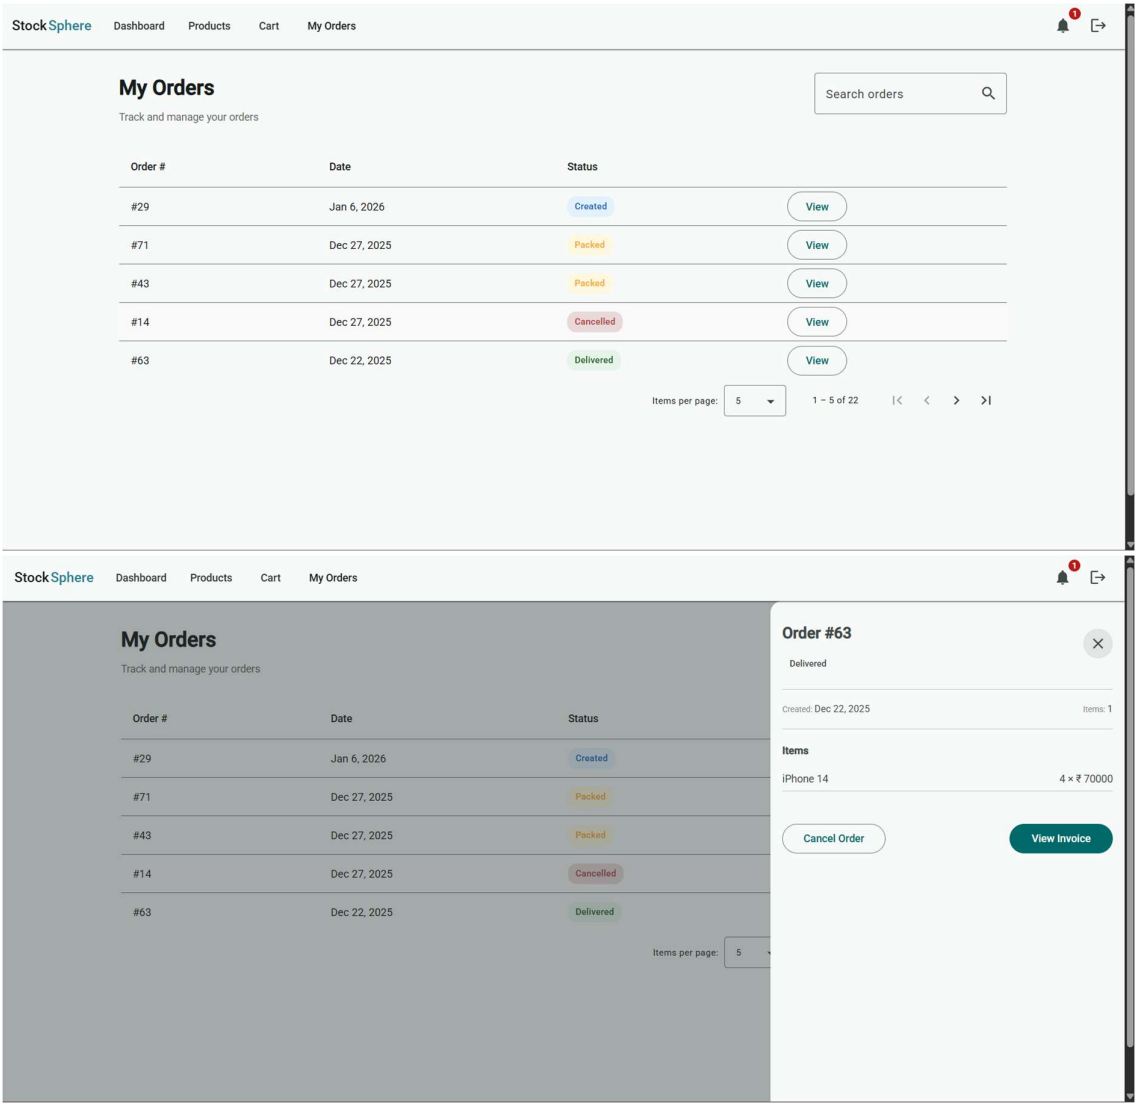 StockSphere Dashboard Products Cart My Orders 1
My Orders
Search orders
Track and manage your orders
Order # Date Status
#29 Jan 6, 2026 Created View
#71 Dec 27, 2025 Packed View
#43 Dec 27, 2025 Packed View
#14 Dec 27, 2025 Cancelled View
#63 Dec 22, 2025 Delivered View
Items per page: 5 1 – 5 of 22
StockSphere Dashboard Products Cart My Orders 1
My Orders
Track and manage your orders
Order # Date Status
#29 Jan 6, 2026 Created
#71 Dec 27, 2025 Packed
#43 Dec 27, 2025 Packed
#14 Dec 27, 2025 Cancelled
#63 Dec 22, 2025 Delivered
Items per page: 5
Order #63
Delivered
Created: Dec 22, 2025 Items: 1
Items
iPhone 14 4 × ₹ 70000
Cancel Order View Invoice